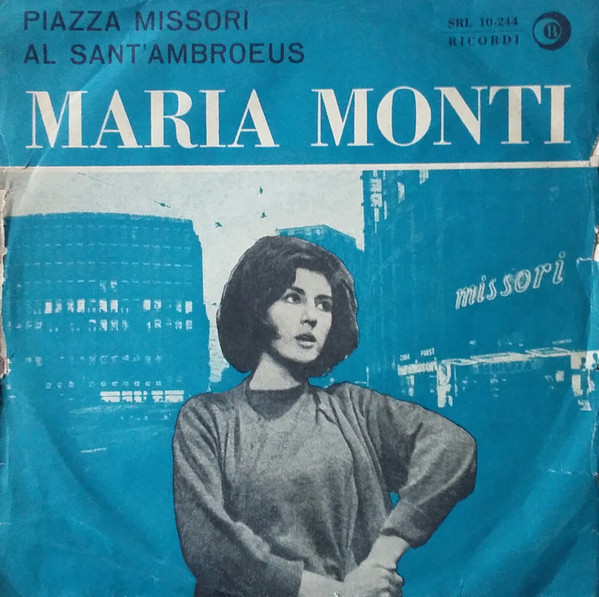 PIAZZA MISSORI
AL SANT'AMBROEUS
SRL 10-244
RICORDI
R
MARIA MONTI
missori